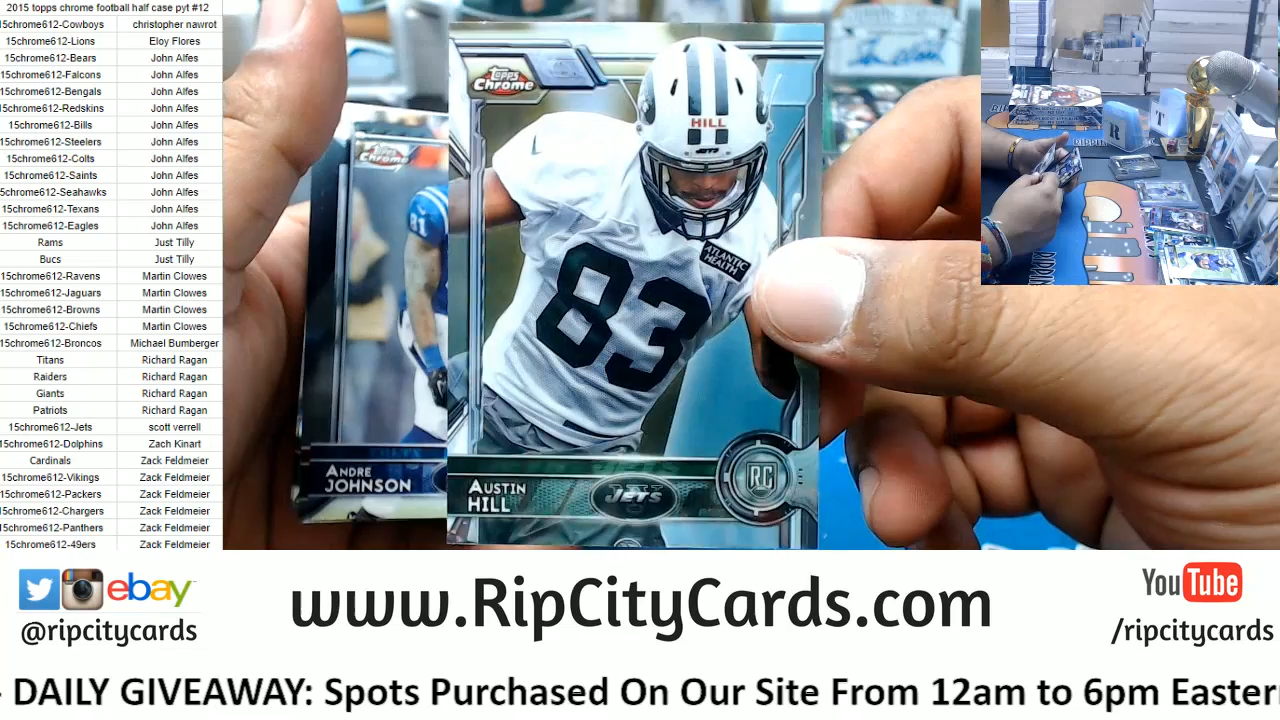 2015 topps chrome football half case pyt #12
15chrome612-Cowboys christopher nawrot
15chrome612-Lions Eloy Flores
15chrome612-Bears John Alfes
15chrome612-Falcons John Alfes
15chrome612-Bengals John Alfes
15chrome612-Redskins John Alfes
15chrome612-Bills John Alfes
15chrome612-Steelers John Alfes
15chrome612-Colts John Alfes
15chrome612-Saints John Alfes
15chrome612-Seahawks John Alfes
15chrome612-Texans John Alfes
15chrome612-Eagles John Alfes
Rams Just Tilly
Bucs Just Tilly
15chrome612-Ravens Martin Clowes
15chrome612-Jaguars Martin Clowes
15chrome612-Browns Martin Clowes
15chrome612-Chiefs Martin Clowes
15chrome612-Broncos Michael Bumberger
Titans Richard Ragan
Raiders Richard Ragan
Giants Richard Ragan
Patriots Richard Ragan
15chrome612-Jets scott verrell
15chrome612-Dolphins Zach Kinart
Cardinals Zack Feldmeier
15chrome612-Vikings Zack Feldmeier
15chrome612-Packers Zack Feldmeier
15chrome612-Chargers Zack Feldmeier
15chrome612-Panthers Zack Feldmeier
15chrome612-49ers Zack Feldmeier
Topps
Chrome
HILL
ATLANTIC
HEALTH
83
AUSTIN
HILL
JETS
RC
Chrome
81
ANDRE
JOHNSON
R T
ebay
@ripcitycards
www.RipCityCards.com
YouTube
/ripcitycards
- DAILY GIVEAWAY: Spots Purchased On Our Site From 12am to 6pm Eastern